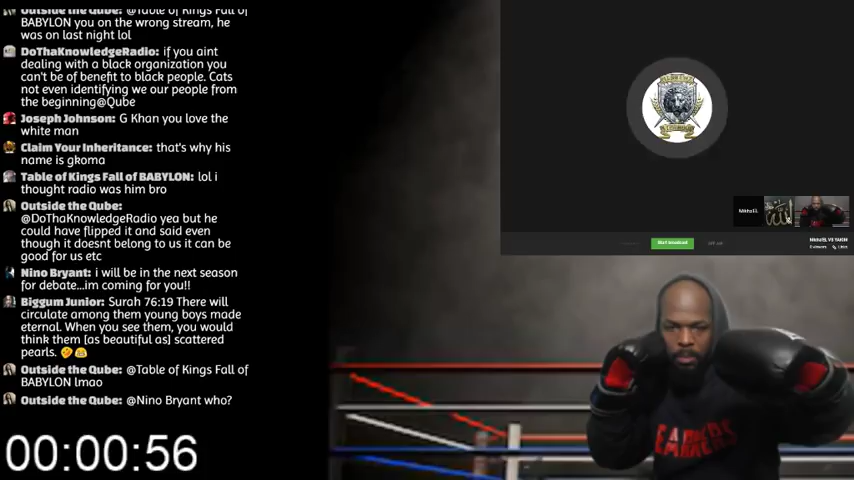 Outside the Qube: @Table of Kings Fall of
BABYLON you on the wrong stream, he
was on last night lol
DoThaKnowledgeRadio: if you aint
dealing with a black organization you
can't be of benefit to black people. Cats
not even identifying we our people from
the beginning@Qube
Joseph Johnson: G Khan you love the
white man
Claim Your Inheritance: that's why his
name is gkoma
Table of Kings Fall of BABYLON: lol i
thought radio was him bro
Outside the Qube:
@DoThaKnowledgeRadio yea but he
could have flipped it and said even
though it doesnt belong to us it can be
good for us etc
Nino Bryant: i will be in the next season
for debate...im coming for you!!
Biggum Junior: Surah 76:19 There will
circulate among them young boys made
eternal. When you see them, you would
think them [as beautiful as] scattered
pearls.
Outside the Qube: @Table of Kings Fall of
BABYLON lmao
Outside the Qube: @Nino Bryant who?
00:00:56
Start broadcast